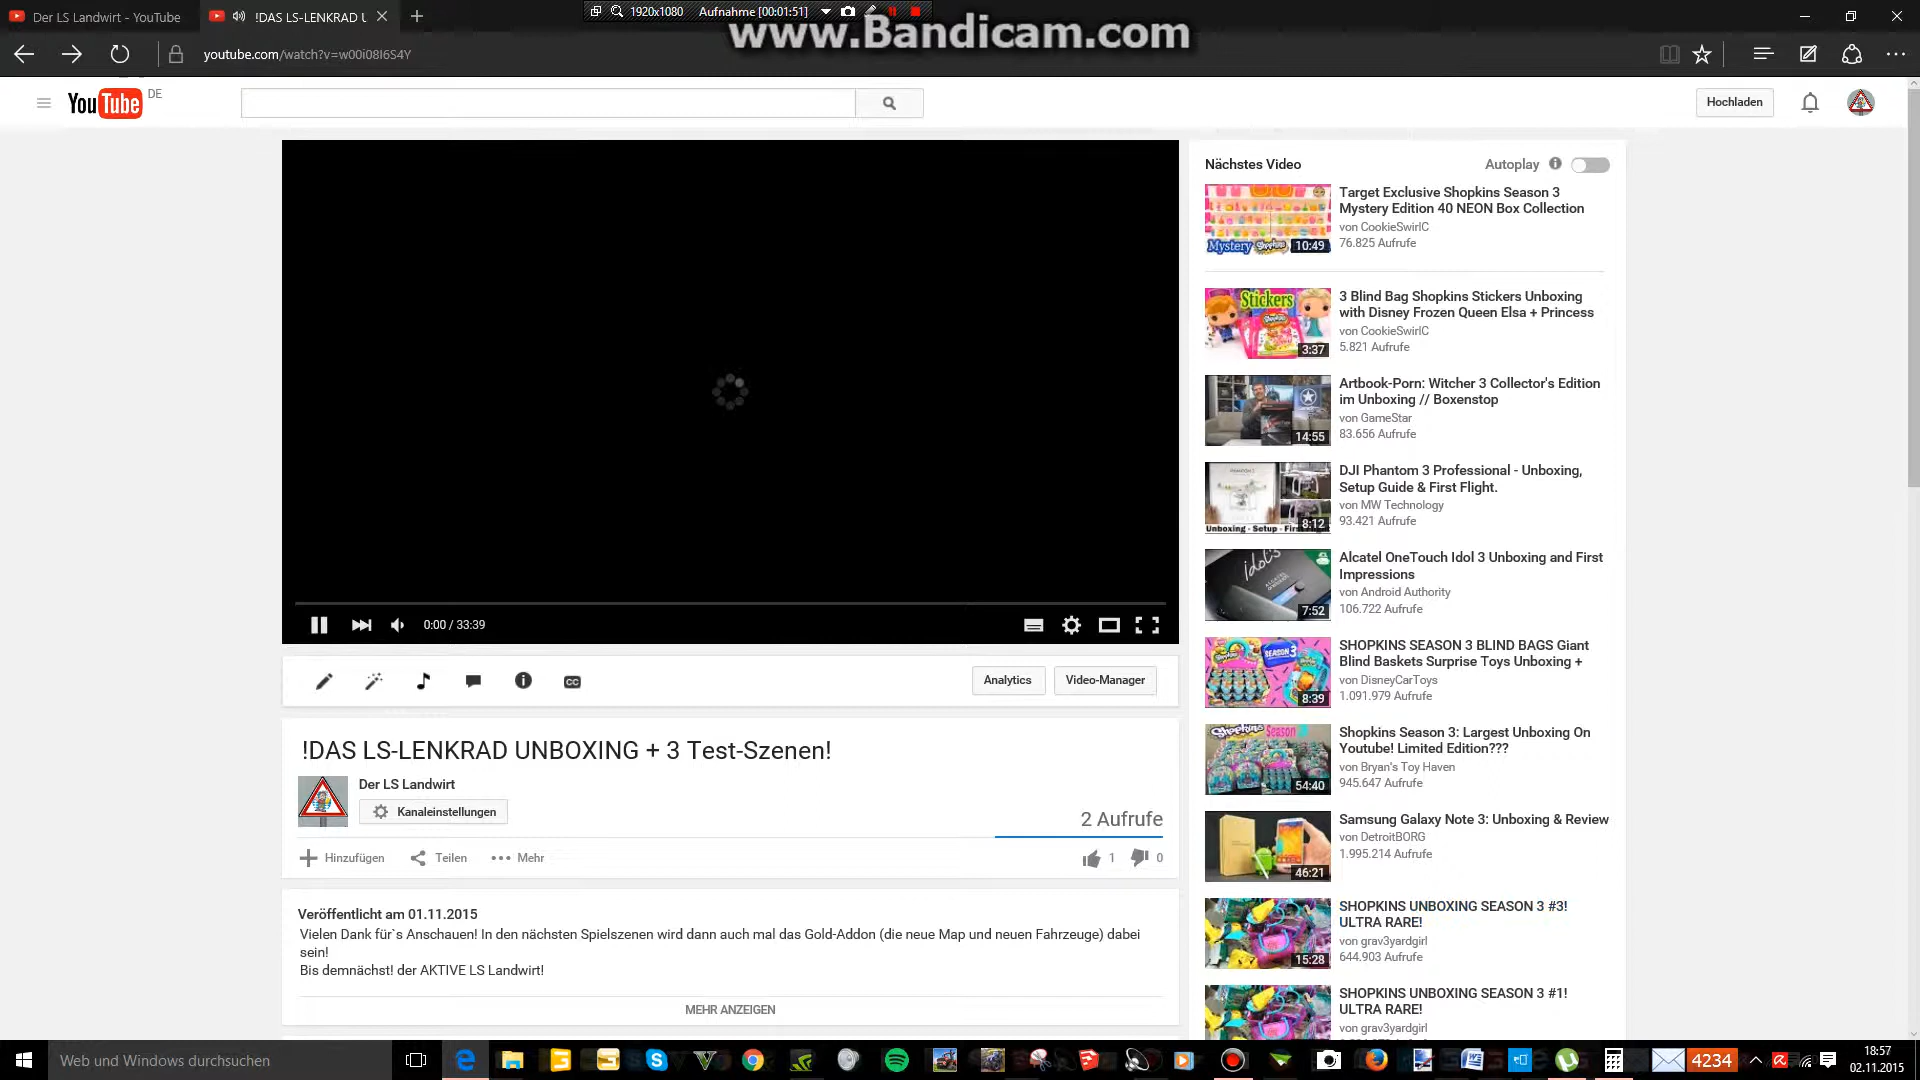 Der LS Landwirt - YouTube
!DAS LS-LENKRAD U
1920x1080 Aufnahme [00:01:51]
www.Bandicam.com
youtube.com/watch?v=w00i08I6S4Y
YouTube DE
Hochladen
Nächstes Video
Autoplay
Target Exclusive Shopkins Season 3
Mystery Edition 40 NEON Box Collection
von CookieSwirlC
76.825 Aufrufe
Mystery Shopkins 10:49
Stickers
3 Blind Bag Shopkins Stickers Unboxing
with Disney Frozen Queen Elsa + Princess
von CookieSwirlC
5.821 Aufrufe
3:37
Artbook-Porn: Witcher 3 Collector's Edition
im Unboxing // Boxenstop
von GameStar
83.656 Aufrufe
14:55
DJI Phantom 3 Professional - Unboxing,
Setup Guide & First Flight.
von MW Technology
93.421 Aufrufe
8:12
Unboxing - Setup -
idol3
Alcatel OneTouch Idol 3 Unboxing and First
Impressions
von Android Authority
106.722 Aufrufe
7:52
0:00 / 33:39
SHOPKINS SEASON 3 BLIND BAGS Giant
Blind Baskets Surprise Toys Unboxing +
von DisneyCarToys
1.091.979 Aufrufe
SEASON 3
8:39
Analytics
Video-Manager
!DAS LS-LENKRAD UNBOXING + 3 Test-Szenen!
Der LS Landwirt
Kanaleinstellungen
2 Aufrufe
Hinzufügen
Teilen
Mehr
1
0
Shopkins Season 3: Largest Unboxing On
Youtube! Limited Edition???
von Bryan's Toy Haven
945.647 Aufrufe
Shopkins Season 3
54:40
Samsung Galaxy Note 3: Unboxing & Review
von DetroitBORG
1.995.214 Aufrufe
46:21
Veröffentlicht am 01.11.2015
Vielen Dank für`s Anschauen! In den nächsten Spielszenen wird dann auch mal das Gold-Addon (die neue Map und neuen Fahrzeuge) dabei
sein!
Bis demnächst! der AKTIVE LS Landwirt!
MEHR ANZEIGEN
SHOPKINS UNBOXING SEASON 3 #3!
ULTRA RARE!
von grav3yardgirl
644.903 Aufrufe
15:28
SHOPKINS UNBOXING SEASON 3 #1!
ULTRA RARE!
von grav3yardgirl
Web und Windows durchsuchen
4234
18:57
02.11.2015